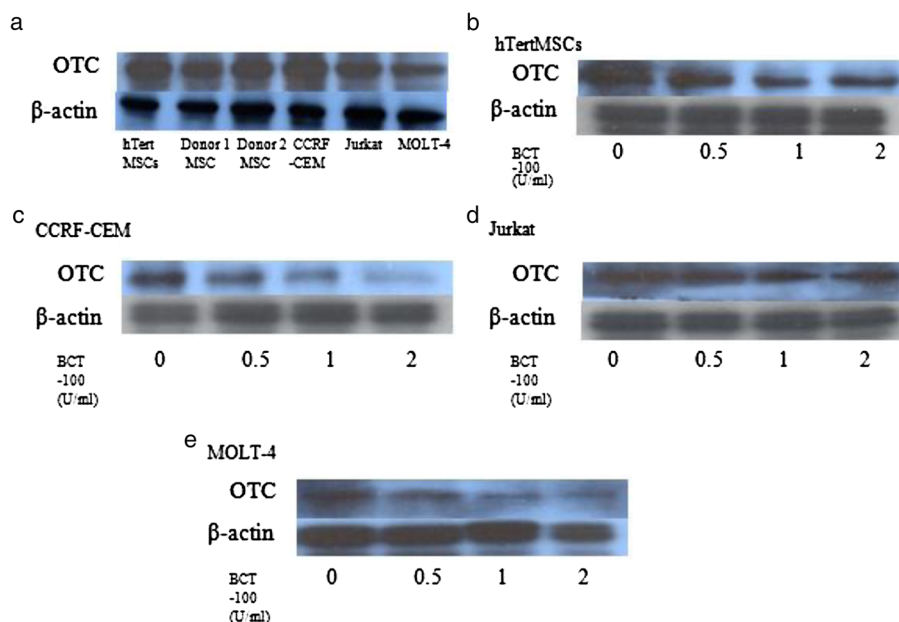 a
OTC
β-actin
hTert Donor 1 Donor 2 CCRF Jurkat MOLT-4
MSCs MSC MSC -CEM
b
hTertMSCs
OTC
β-actin
BCT 0 0.5 1 2
-100
(U/ml)
c
CCRF-CEM
OTC
β-actin
BCT 0 0.5 1 2
-100
(U/ml)
d
Jurkat
OTC
β-actin
BCT 0 0.5 1 2
-100
(U/ml)
e
MOLT-4
OTC
β-actin
BCT 0 0.5 1 2
-100
(U/ml)